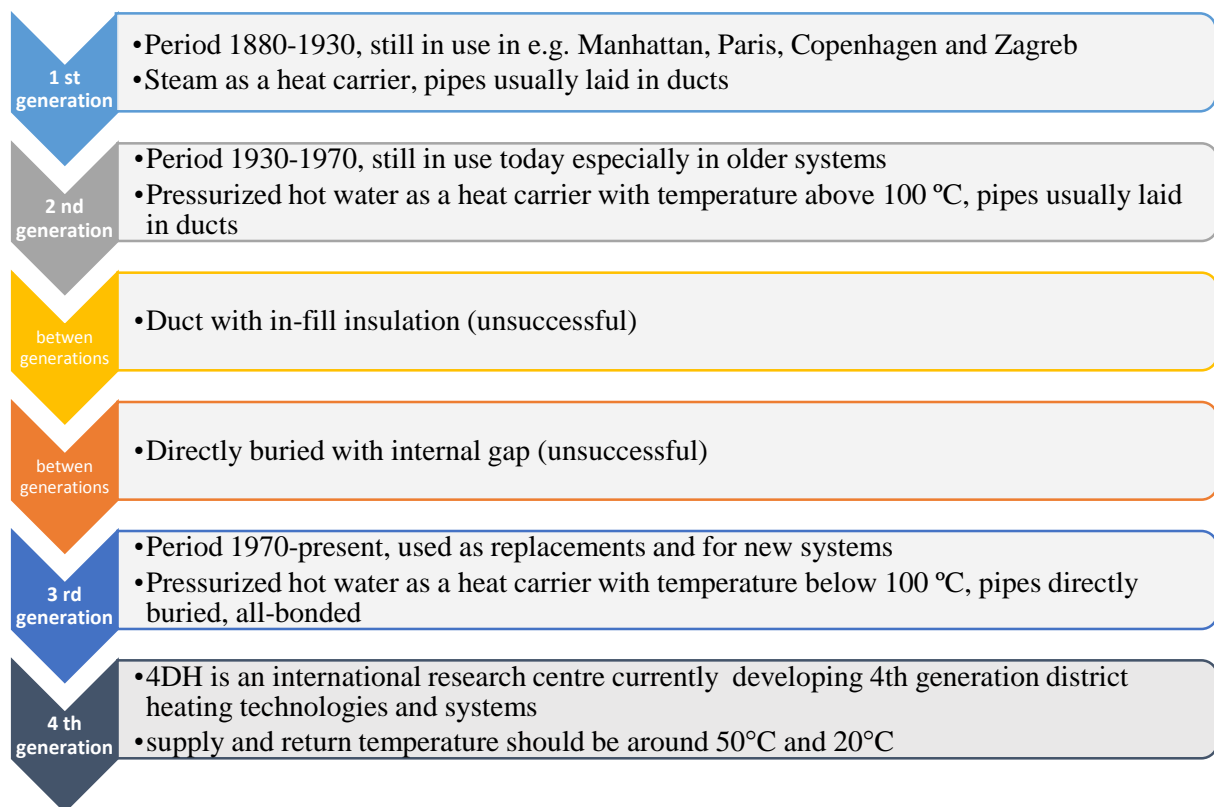 1 st
generation
•Period 1880-1930, still in use in e.g. Manhattan, Paris, Copenhagen and Zagreb
•Steam as a heat carrier, pipes usually laid in ducts
2 nd
generation
•Period 1930-1970, still in use today especially in older systems
•Pressurized hot water as a heat carrier with temperature above 100 ºC, pipes usually laid
in ducts
betwen
generations
•Duct with in-fill insulation (unsuccessful)
betwen
generations
•Directly buried with internal gap (unsuccessful)
3 rd
generation
•Period 1970-present, used as replacements and for new systems
•Pressurized hot water as a heat carrier with temperature below 100 ºC, pipes directly
buried, all-bonded
4 th
generation
•4DH is an international research centre currently developing 4th generation district
heating technologies and systems
•supply and return temperature should be around 50°C and 20°C